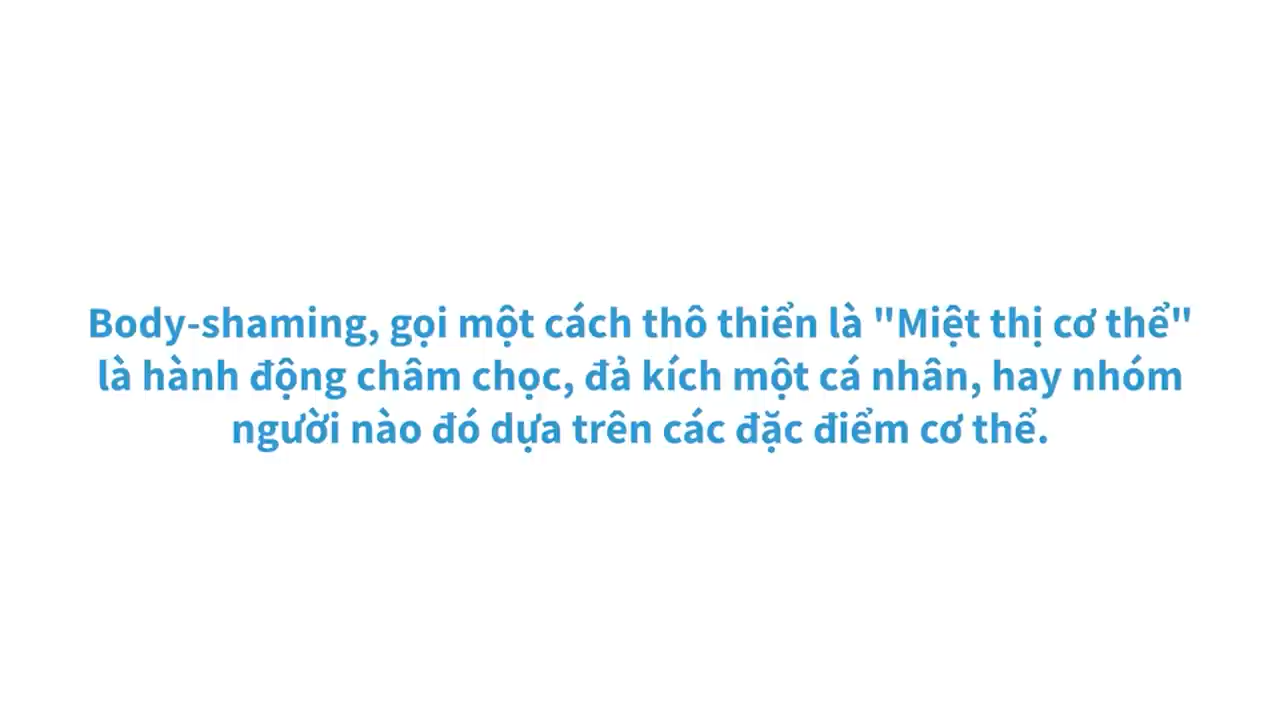 Body-shaming, gọi một cách thô thiển là "Miệt thị cơ thể"
là hành động châm chọc, đả kích một cá nhân, hay nhóm
người nào đó dựa trên các đặc điểm cơ thể.